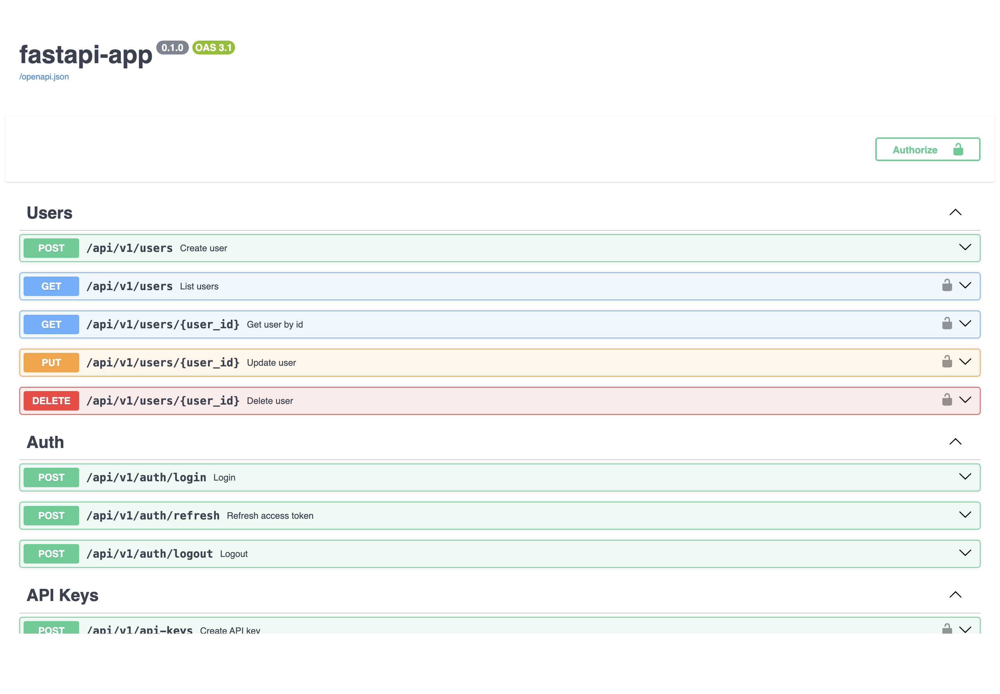 fastapi-app 0.1.0 OAS 3.1
/openapi.json
Authorize
Users
POST /api/v1/users Create user
GET /api/v1/users List users
GET /api/v1/users/{user_id} Get user by id
PUT /api/v1/users/{user_id} Update user
DELETE /api/v1/users/{user_id} Delete user
Auth
POST /api/v1/auth/login Login
POST /api/v1/auth/refresh Refresh access token
POST /api/v1/auth/logout Logout
API Keys
POST /api/v1/api-keys Create API key